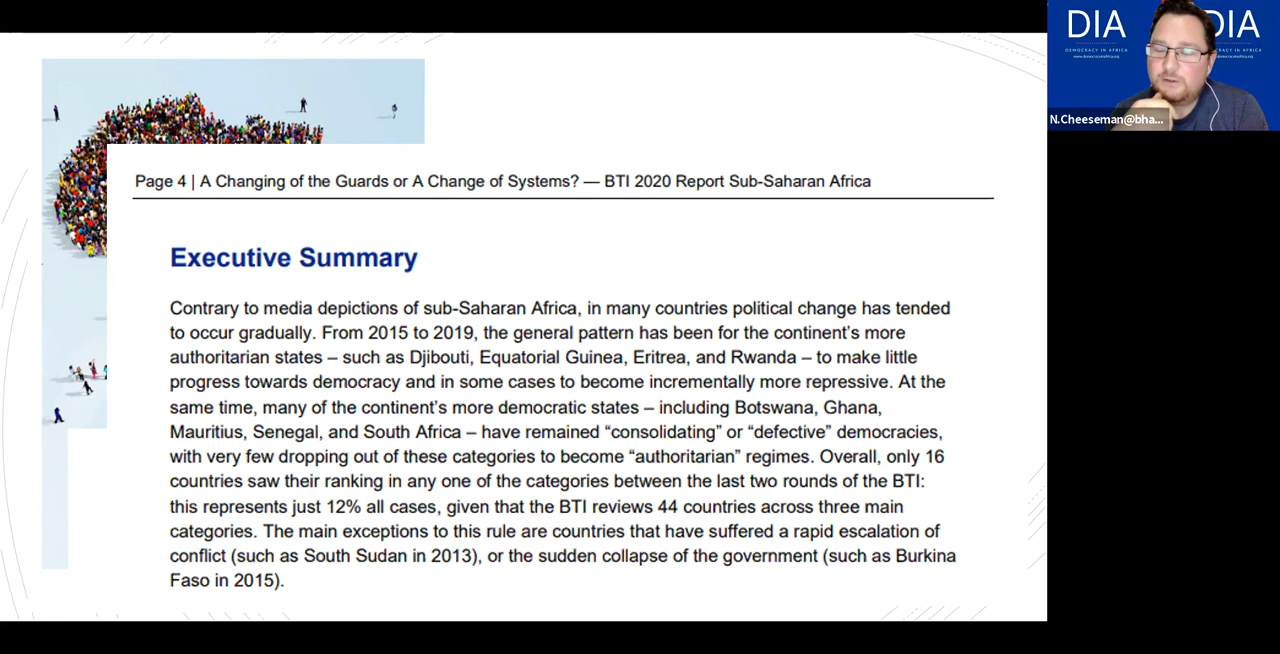 Page 4 | A Changing of the Guards or A Change of Systems? — BTI 2020 Report Sub-Saharan Africa
Executive Summary
Contrary to media depictions of sub-Saharan Africa, in many countries political change has tended
to occur gradually. From 2015 to 2019, the general pattern has been for the continent’s more
authoritarian states – such as Djibouti, Equatorial Guinea, Eritrea, and Rwanda – to make little
progress towards democracy and in some cases to become incrementally more repressive. At the
same time, many of the continent’s more democratic states – including Botswana, Ghana,
Mauritius, Senegal, and South Africa – have remained “consolidating” or “defective” democracies,
with very few dropping out of these categories to become “authoritarian” regimes. Overall, only 16
countries saw their ranking in any one of the categories between the last two rounds of the BTI:
this represents just 12% all cases, given that the BTI reviews 44 countries across three main
categories. The main exceptions to this rule are countries that have suffered a rapid escalation of
conflict (such as South Sudan in 2013), or the sudden collapse of the government (such as Burkina
Faso in 2015).
DIA
DEMOCRACY IN AFRICA
www.democracyinafrica.org
DIA
N.Cheeseman@bha...